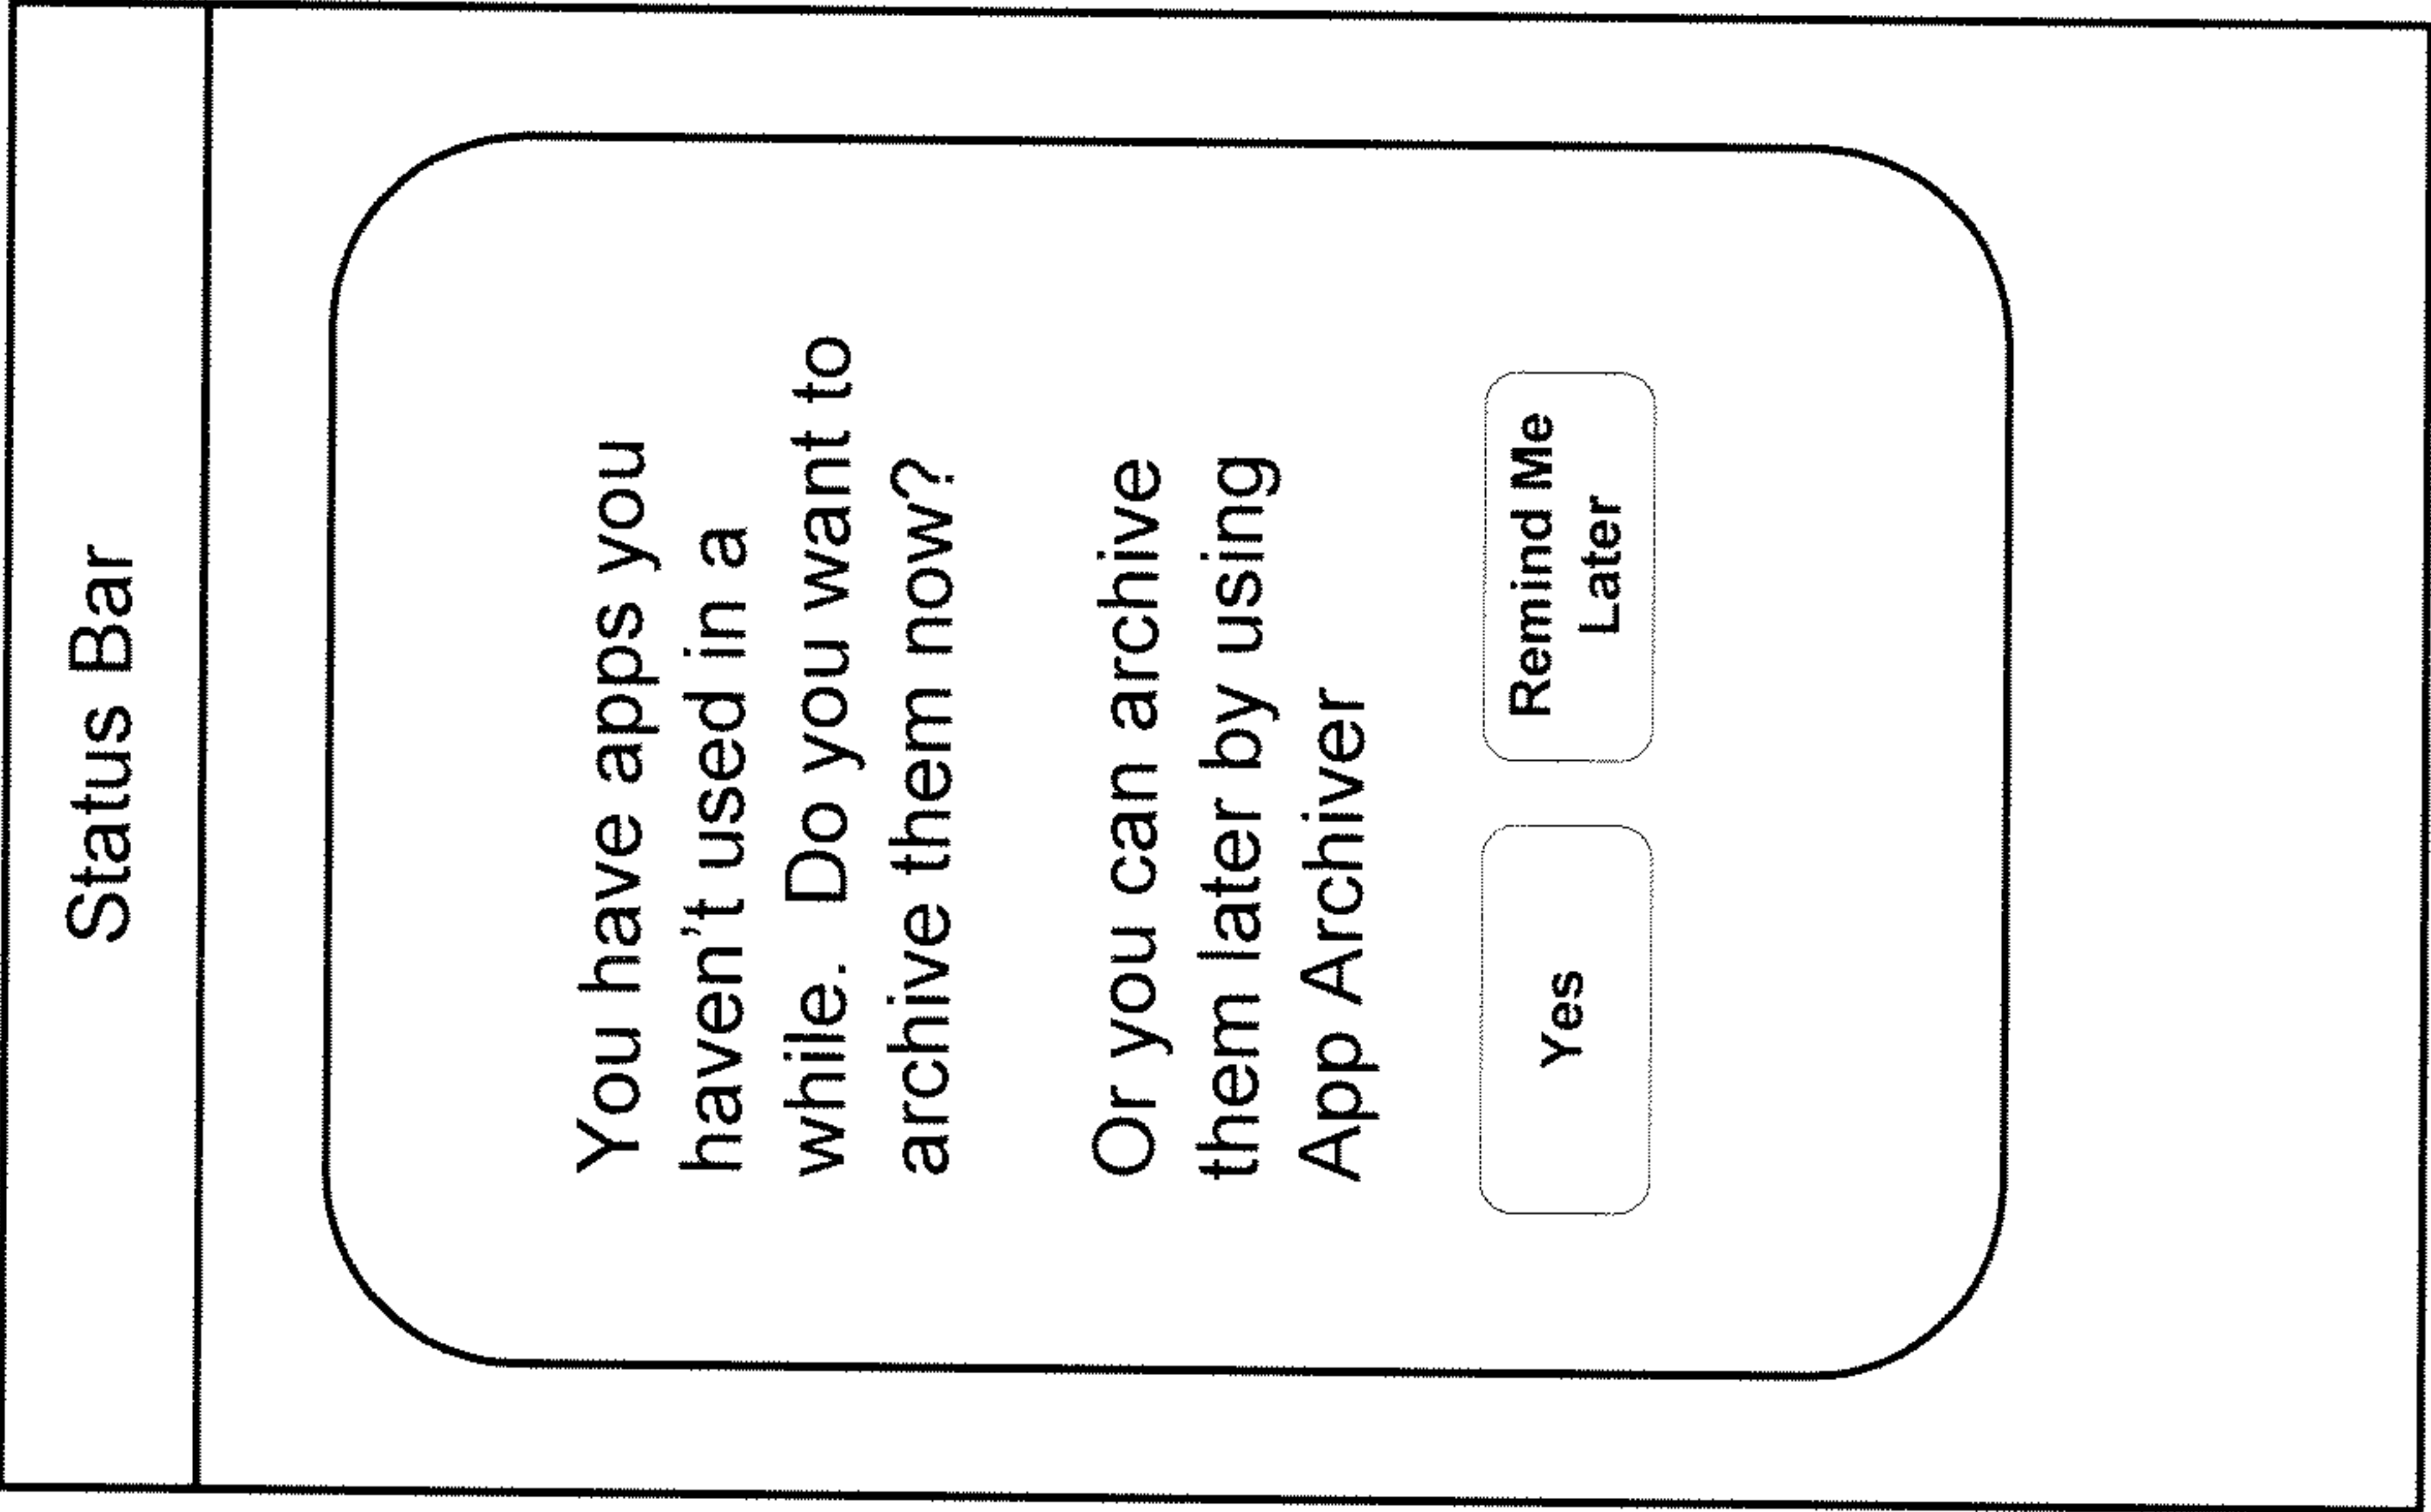 Status Bar
You have apps you
haven't used in a
while.  Do you want to
archive them now?
Or you can archive
them later by using
App Archiver
Yes
Remind Me
Later